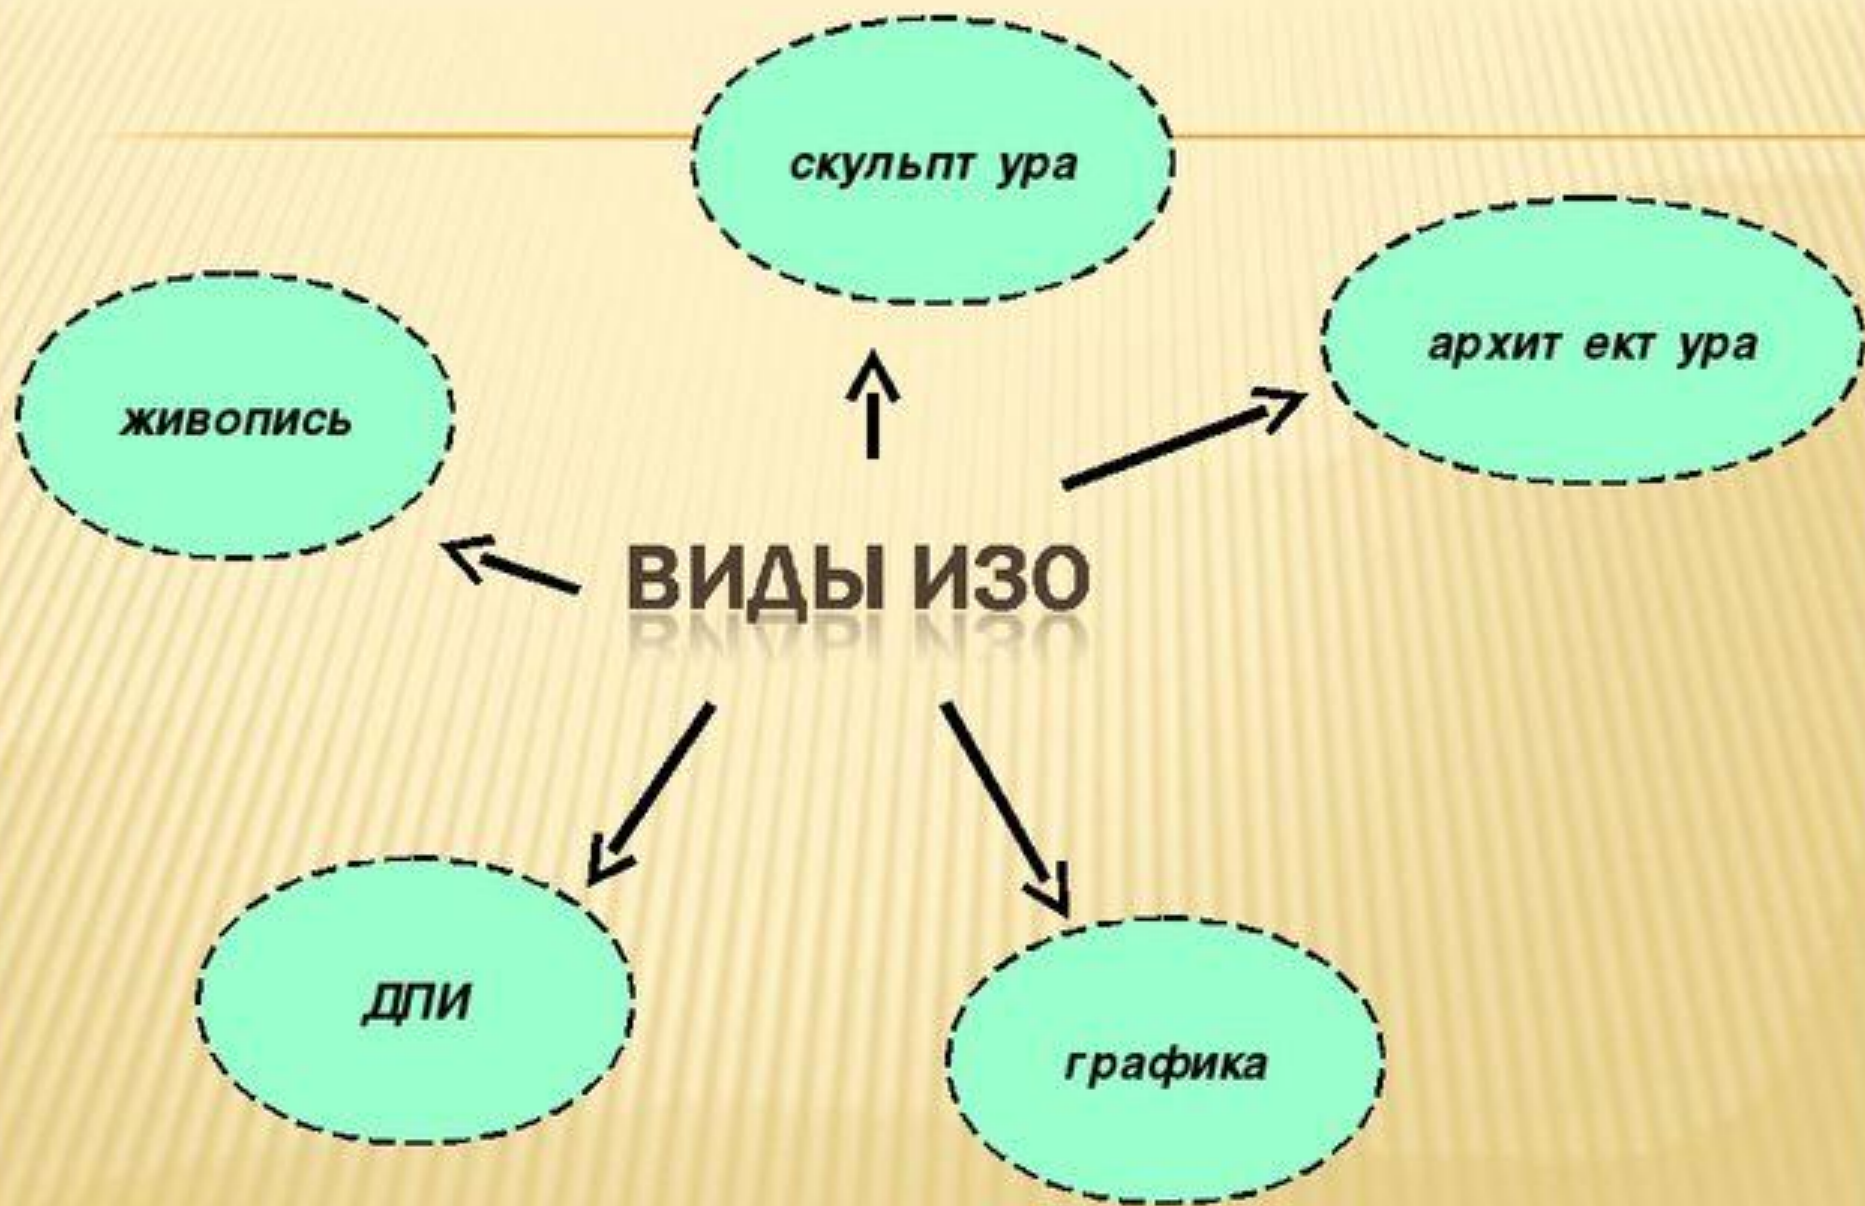 скульпт ура
архит ект ура
живопись
ВИДЫ ИЗО
ДПИ
графика